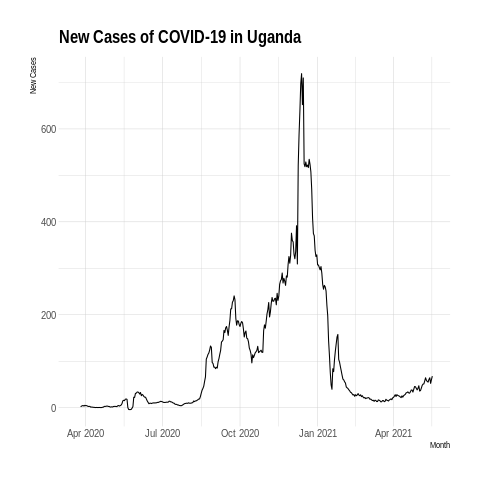 New Cases of COVID-19 in Uganda
New Cases
600
400
200
0
Apr 2020 Jul 2020 Oct 2020 Jan 2021 Apr 2021
Month